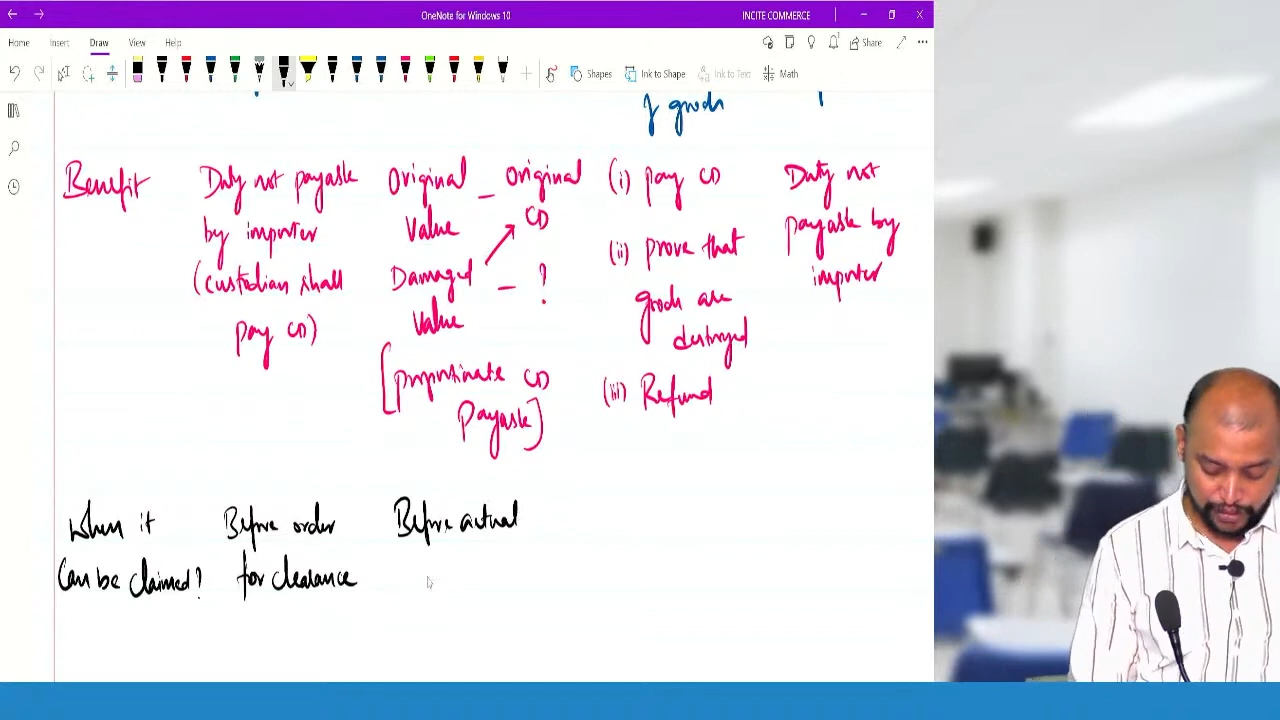 OneNote for Windows 10
INCITE COMMERCE
Home Insert Draw View Help
Share
Shapes
Ink to Shape
Ink to Text
Math
of goods
Benefit
Duty not payable
by importer
(custodian shall
pay CD)
Original
Value
- Original
CD
Damaged
Value
- ?
[proportinate CD
Payable]
(i) pay CD
(ii) prove that
goods are
destroyed
(iii) Refund
Duty not
payable by
importer
When it
Can be claimed?
Before order
for clearance
Before actual